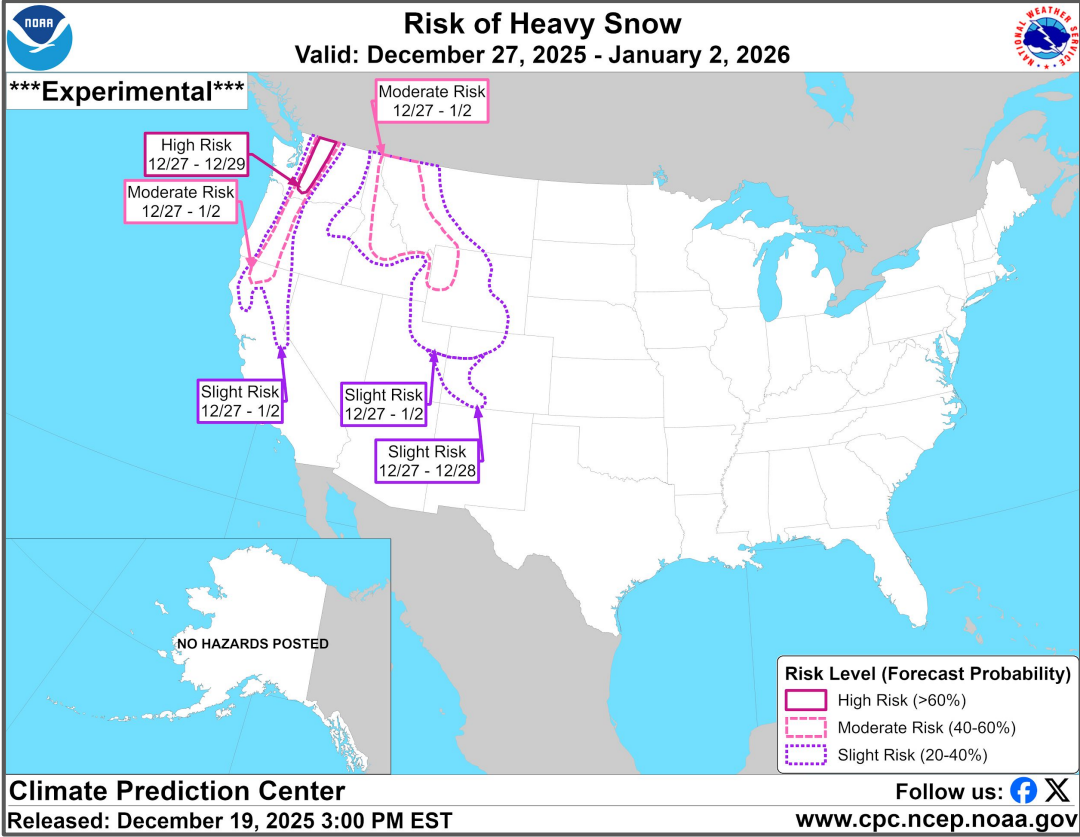 NOAA
Risk of Heavy Snow
Valid: December 27, 2025 - January 2, 2026
NATIONAL WEATHER SERVICE
***Experimental***
Moderate Risk
12/27 - 1/2
High Risk
12/27 - 12/29
Moderate Risk
12/27 - 1/2
Slight Risk
12/27 - 1/2
Slight Risk
12/27 - 1/2
Slight Risk
12/27 - 12/28
NO HAZARDS POSTED
Risk Level (Forecast Probability)
High Risk (>60%)
Moderate Risk (40-60%)
Slight Risk (20-40%)
Climate Prediction Center
Follow us:
Released: December 19, 2025 3:00 PM EST
www.cpc.ncep.noaa.gov